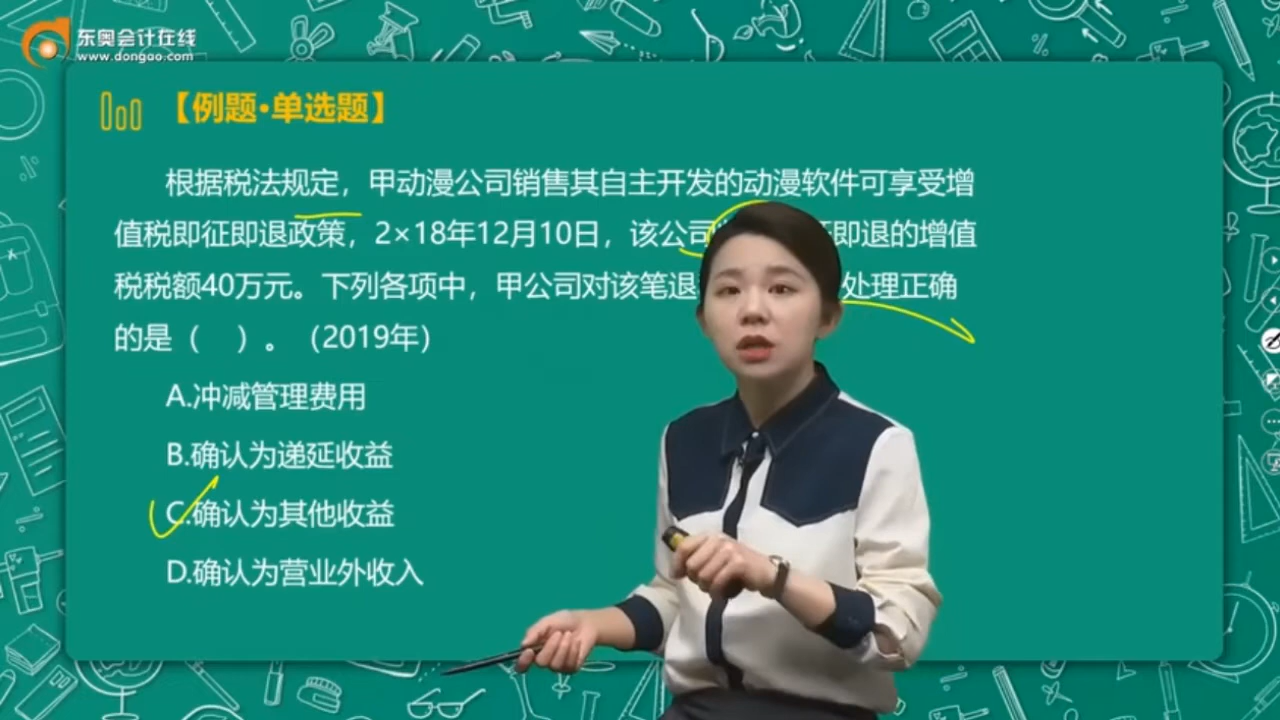 东奥会计在线
www.dongao.com
【例题·单选题】
根据税法规定，甲动漫公司销售其自主开发的动漫软件可享受增
值税即征即退政策，2×18年12月10日，该公司 即退的增值
税税额40万元。下列各项中，甲公司对该笔退 处理正确
的是（ ）。（2019年）
A.冲减管理费用
B.确认为递延收益
C.确认为其他收益
D.确认为营业外收入